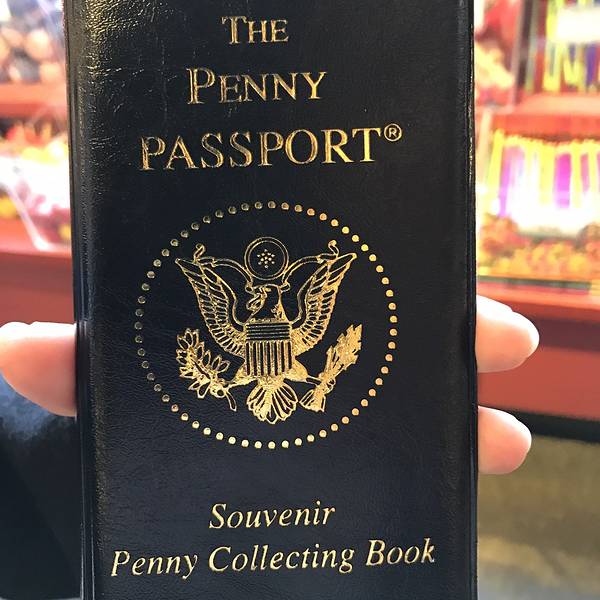 THE
PENNY
PASSPORT®
Souvenir
Penny Collecting Book